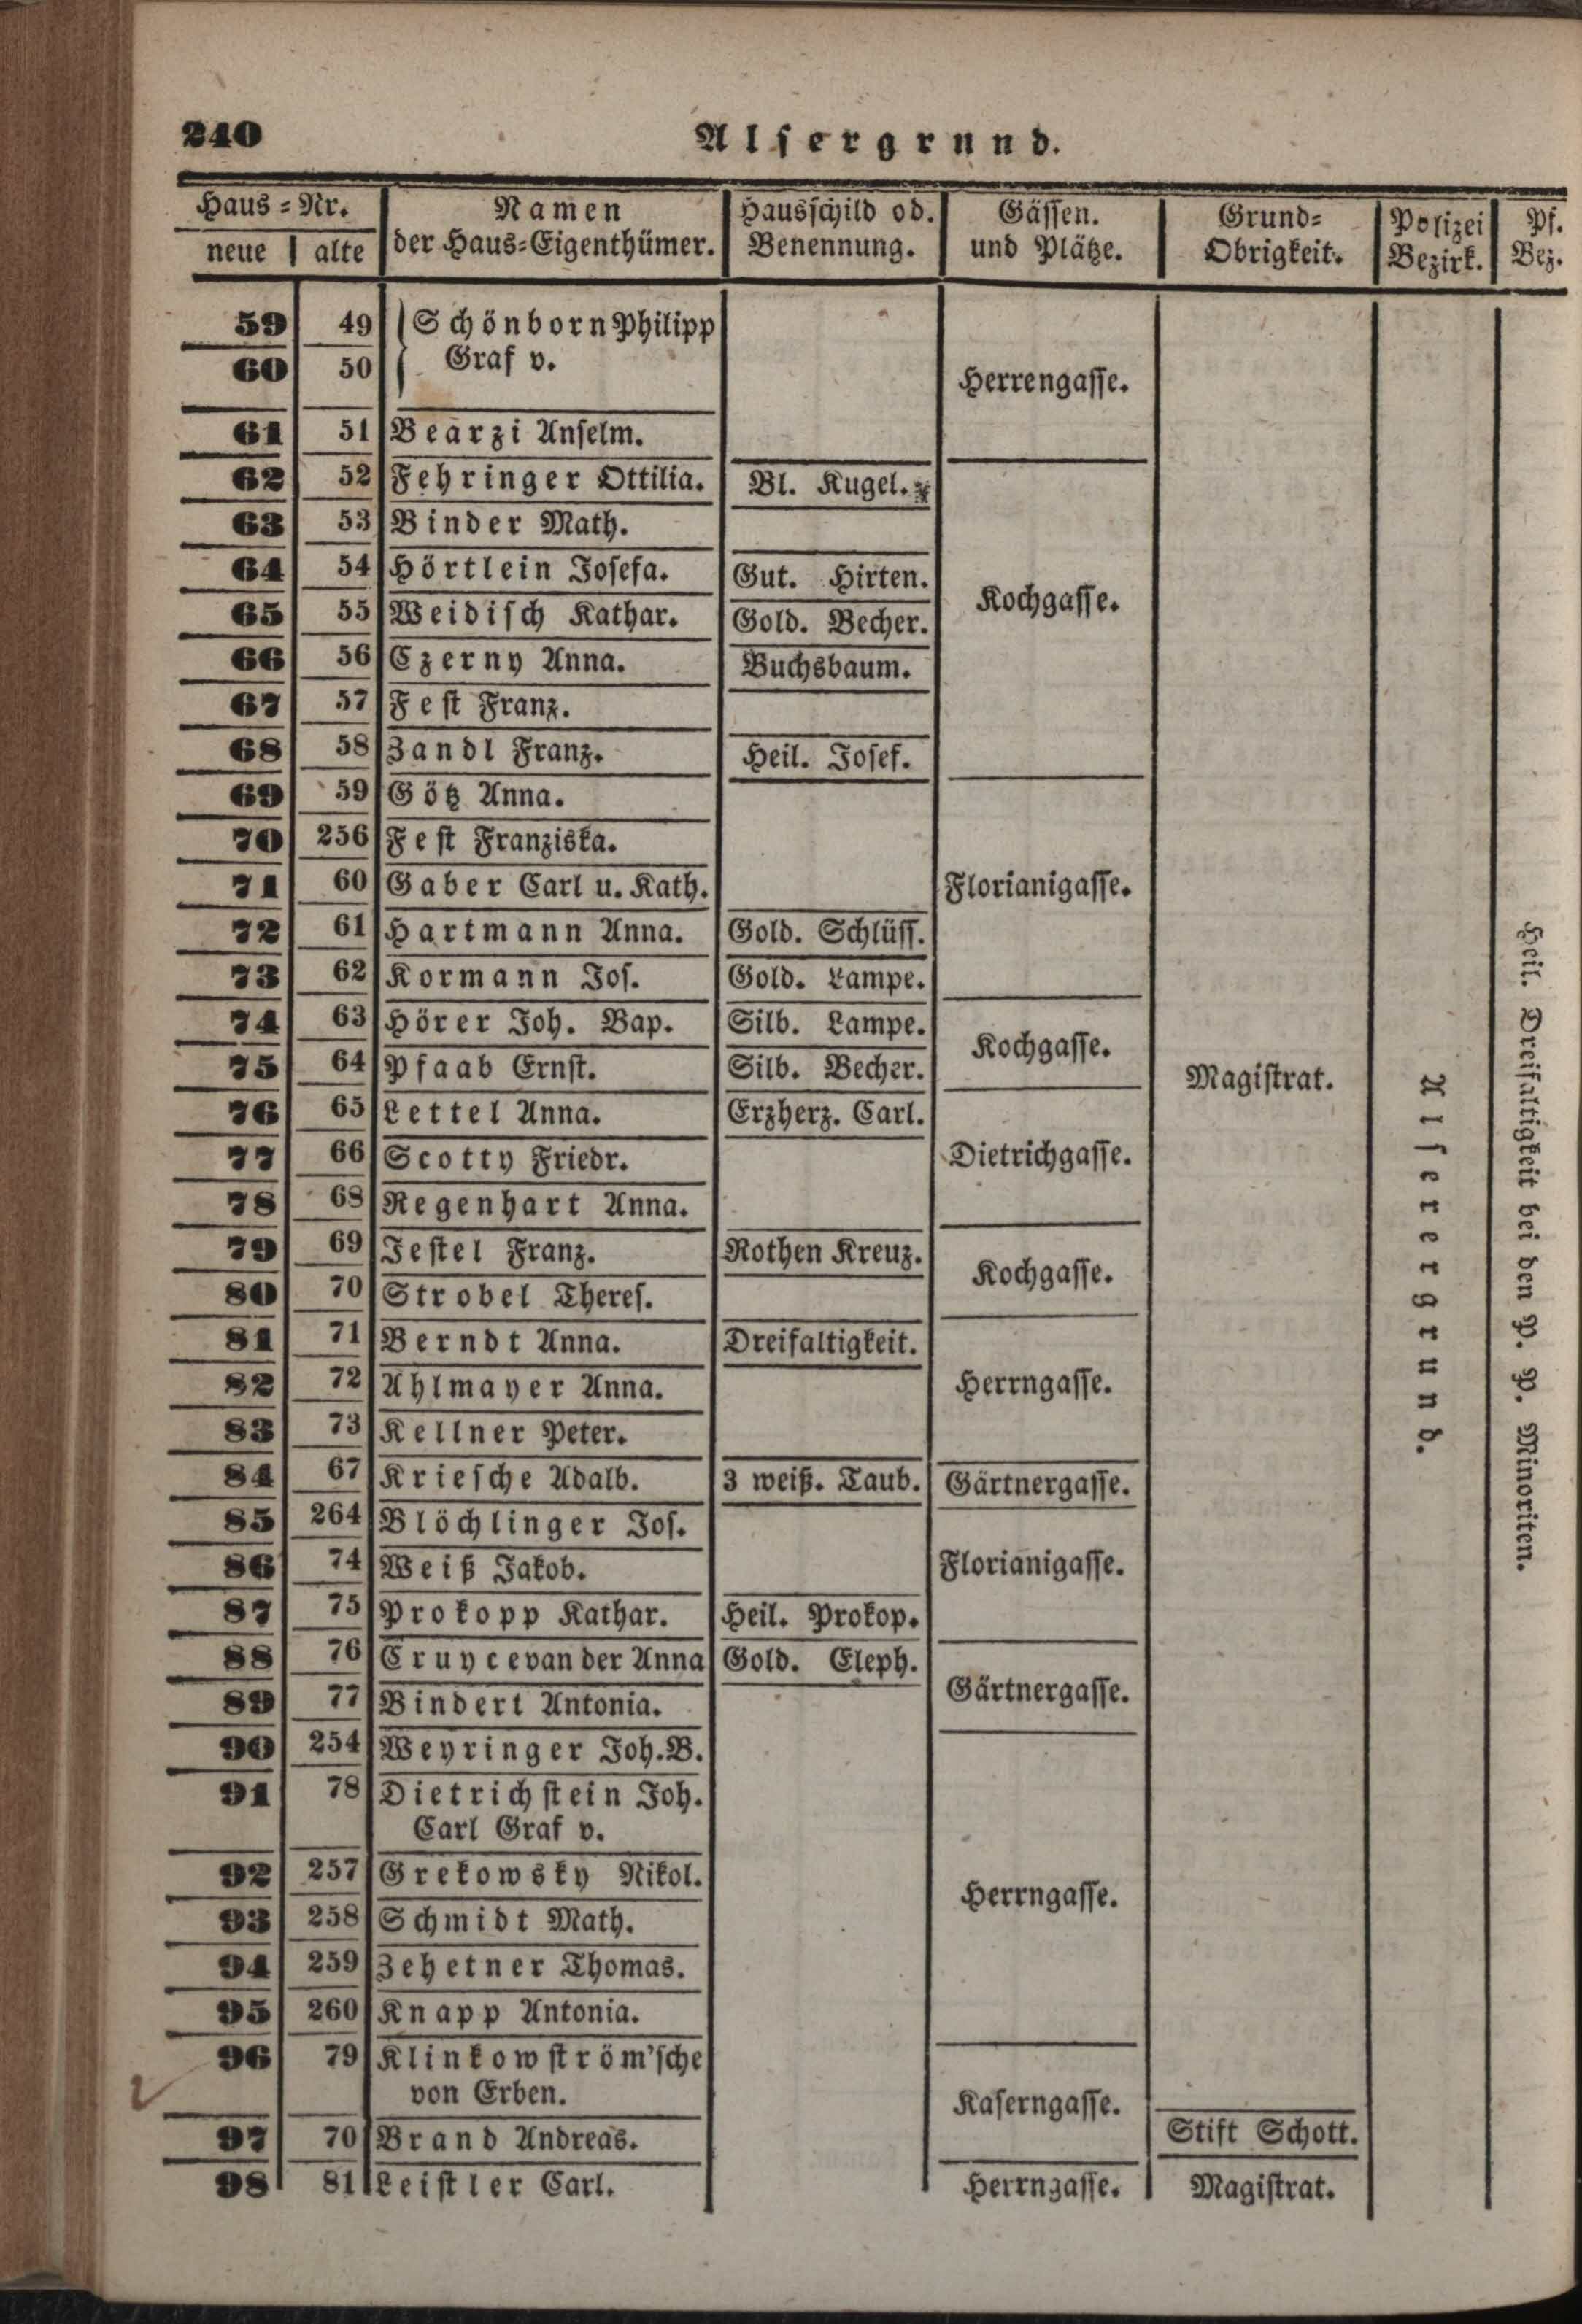 240
Alsergrund.
Haus-Nr. | Namen | Hausschild od. | Gässen. | Grund- | Polizei | Pf.
neue | alte | der Haus-Eigenthümer. | Benennung. | und Plätze. | Obrigkeit. | Bezirk. | Bez.
59 49 Schönborn Philipp
60 50 Graf v.
Herrengasse.
61 51 Bearzi Anselm.
62 52 Fehringer Ottilia. Bl. Kugel.
63 53 Binder Math.
64 54 Hörtlein Josefa. Gut. Hirten.
Kochgasse.
65 55 Weidisch Kathar. Gold. Becher.
66 56 Czerny Anna. Buchsbaum.
67 57 Fest Franz.
68 58 Zandl Franz. Heil. Josef.
69 59 Götz Anna.
70 256 Fest Franziska.
71 60 Gaber Carl u. Kath. Florianigasse.
72 61 Hartmann Anna. Gold. Schlüss.
73 62 Kormann Jos. Gold. Lampe.
74 63 Hörer Joh. Bap. Silb. Lampe.
Kochgasse.
75 64 Pfaab Ernst. Silb. Becher.
Magistrat.
76 65 Lettel Anna. Erzherz. Carl.
77 66 Scotty Friedr. Dietrichgasse.
78 68 Regenhart Anna.
79 69 Jestel Franz. Rothen Kreuz.
Kochgasse.
80 70 Strobel Theres.
81 71 Berndt Anna. Dreifaltigkeit.
82 72 Uhlmayer Anna. Herrngasse.
83 73 Kellner Peter.
84 67 Kriesche Adalb. 3 weiß. Taub. Gärtnergasse.
85 264 Blöchlinger Jos.
86 74 Weiß Jakob. Florianigasse.
87 75 Prokopp Kathar. Heil. Prokop.
88 76 Cruyce van der Anna Gold. Eleph.
Gärtnergasse.
89 77 Bindert Antonia.
90 254 Weyringer Joh. B.
91 78 Dietrichstein Joh.
Carl Graf v.
92 257 Grekowsky Nikol.
Herrngasse.
93 258 Schmidt Math.
94 259 Zehetner Thomas.
95 260 Knapp Antonia.
96 79 Klinkowström'sche
von Erben.
Kaserngasse.
97 70 Brand Andreas. Stift Schott.
98 81 Leistler Carl. Herrngasse. Magistrat.
Alserergrund.
Heil. Dreifaltigkeit bei den P. P. Minoriten.